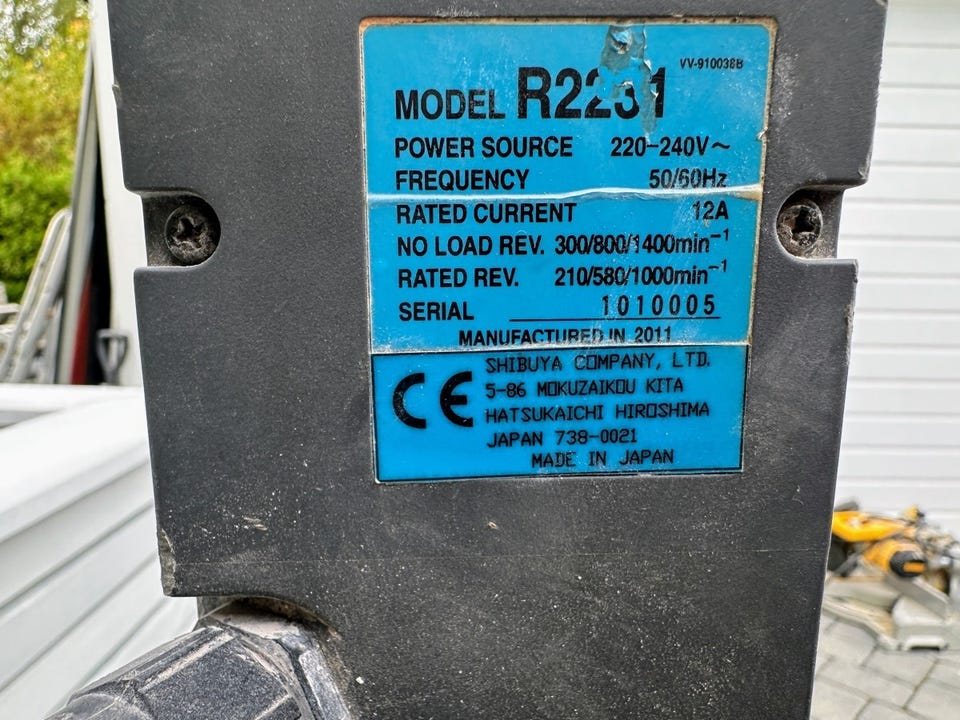 VV-910038B
MODEL R2231
POWER SOURCE 220-240V~
FREQUENCY 50/60Hz
RATED CURRENT 12A
NO LOAD REV. 300/800/1400min⁻¹
RATED REV. 210/580/1000min⁻¹
SERIAL 1010005
MANUFACTURED IN 2011
CE
SHIBUYA COMPANY, LTD.
5-86 MOKUZAIKOU KITA
HATSUKAICHI HIROSHIMA
JAPAN 738-0021
MADE IN JAPAN